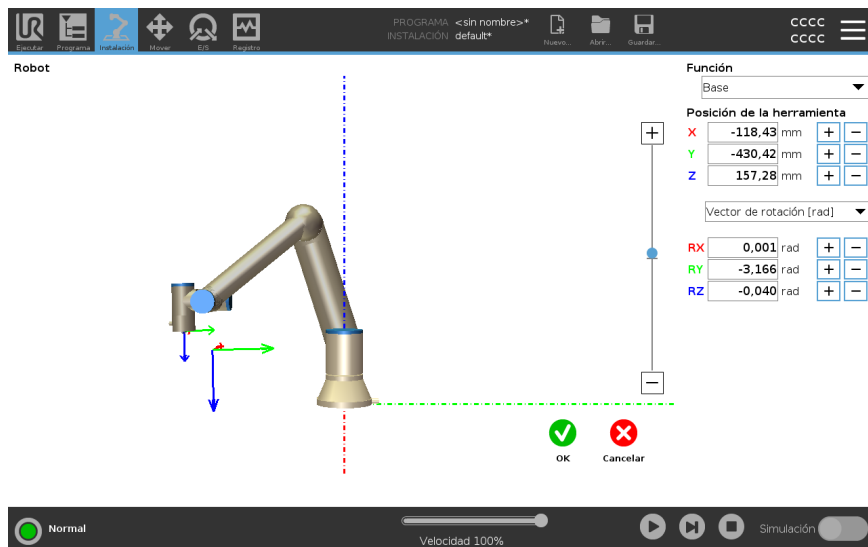 UR
Ejecutar
Programa
Instalación
Mover
E/S
Registro
PROGRAMA <sin nombre>*
INSTALACIÓN default*
Nuevo...
Abrir...
Guardar...
CCCC
CCCC
Robot
Función
Base
Posición de la herramienta
X -118,43 mm + −
Y -430,42 mm + −
Z 157,28 mm + −
Vector de rotación [rad]
RX 0,001 rad + −
RY -3,166 rad + −
RZ -0,040 rad + −
+
−
OK
Cancelar
Normal
Velocidad 100%
Simulación